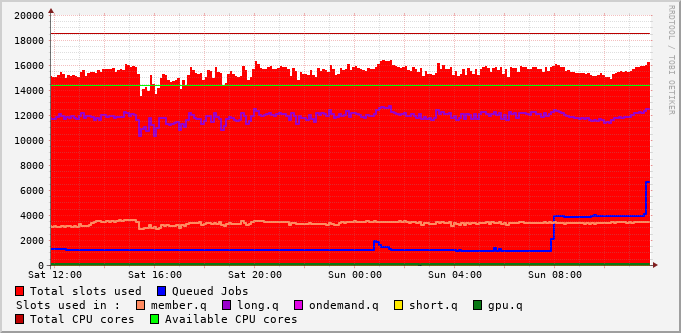 RRDTOOL / TOBI OETIKER
20000
18000
16000
14000
12000
10000
8000
6000
4000
2000
0
Sat 12:00 Sat 16:00 Sat 20:00 Sun 00:00 Sun 04:00 Sun 08:00
Total slots used Queued Jobs
Slots used in : member.q long.q ondemand.q short.q gpu.q
Total CPU cores Available CPU cores